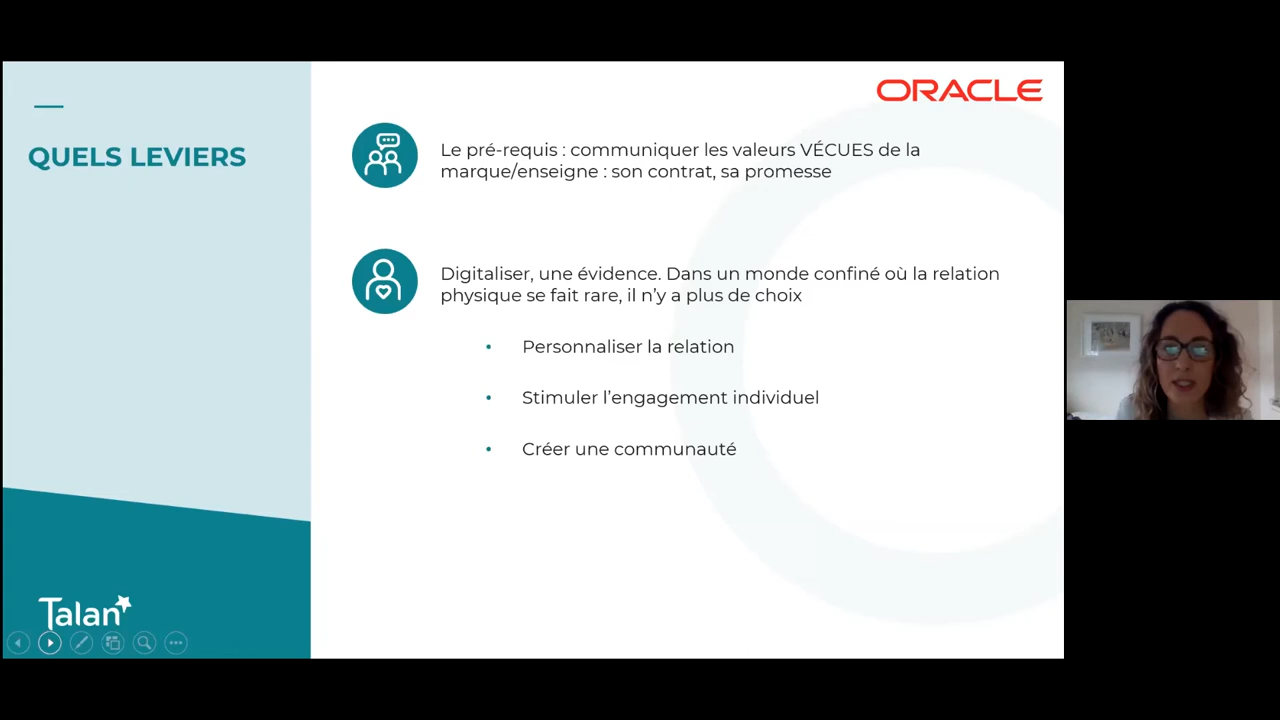 QUELS LEVIERS
ORACLE
Le pré-requis : communiquer les valeurs VÉCUES de la
marque/enseigne : son contrat, sa promesse
Digitaliser, une évidence. Dans un monde confiné où la relation
physique se fait rare, il n’y a plus de choix
• Personnaliser la relation
• Stimuler l’engagement individuel
• Créer une communauté
Talan